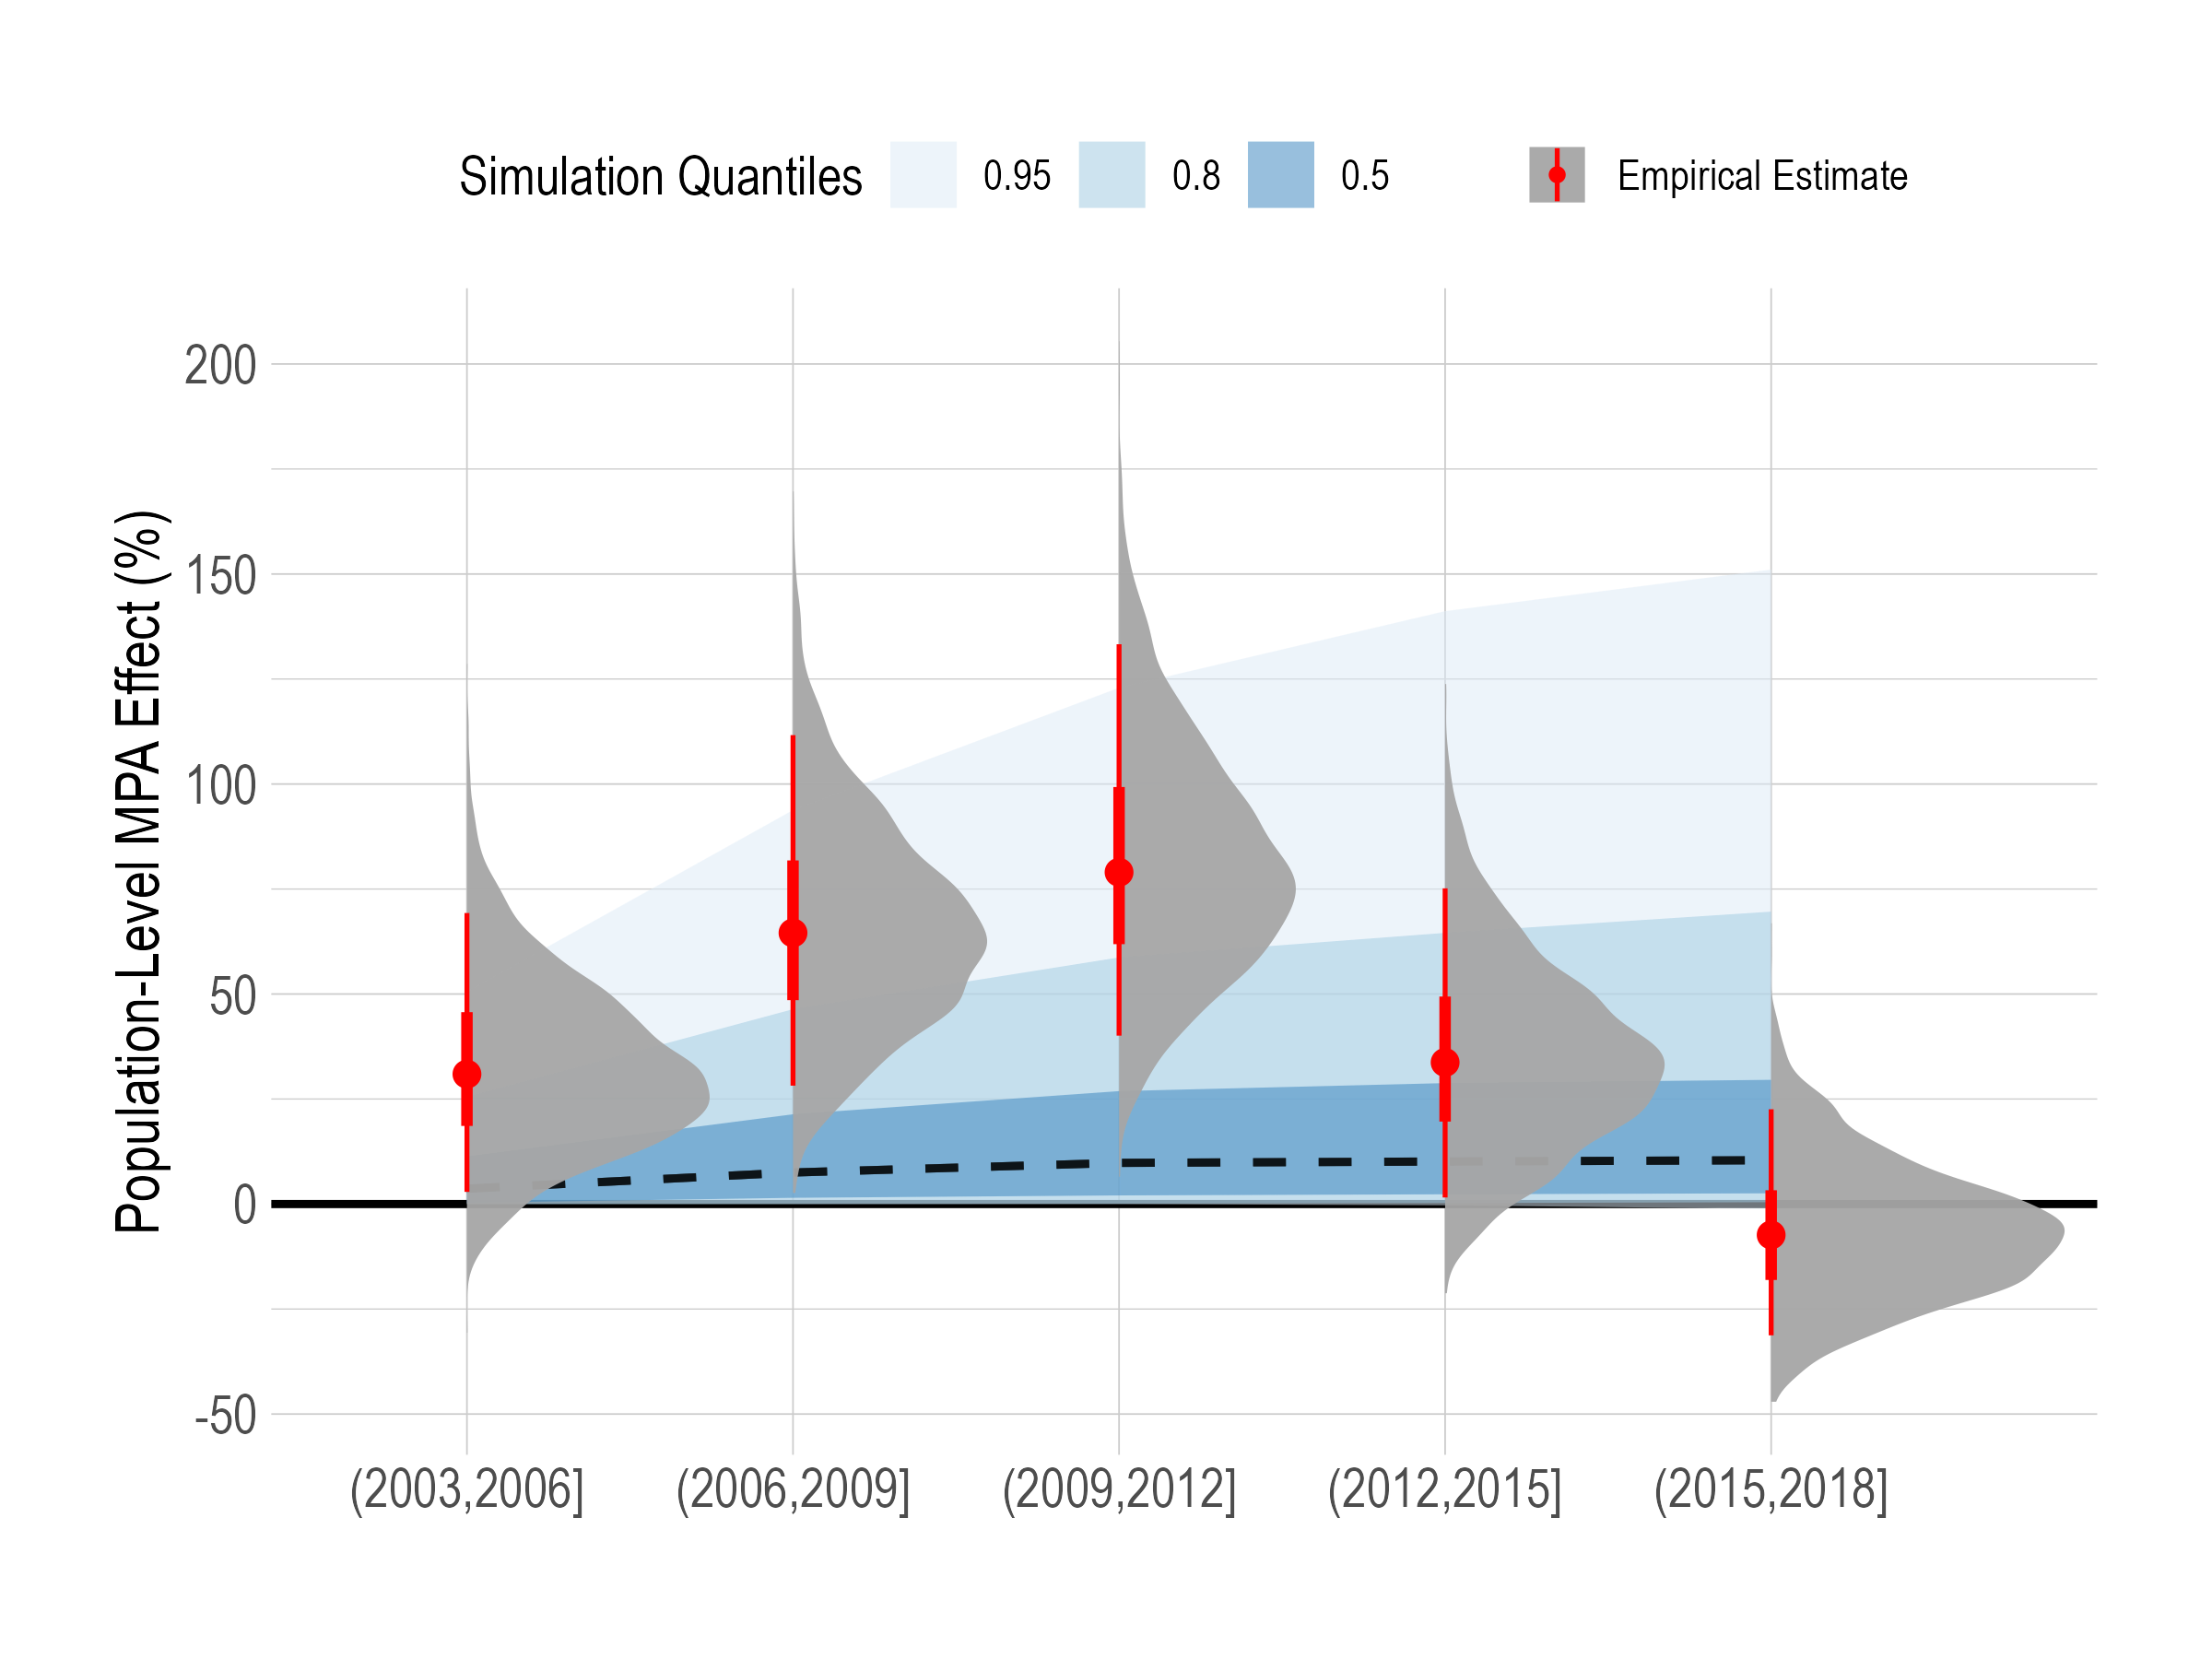 Simulation Quantiles 0.95 0.8 0.5 Empirical Estimate
Population-Level MPA Effect (%)
200
150
100
50
0
-50
(2003,2006] (2006,2009] (2009,2012] (2012,2015] (2015,2018]